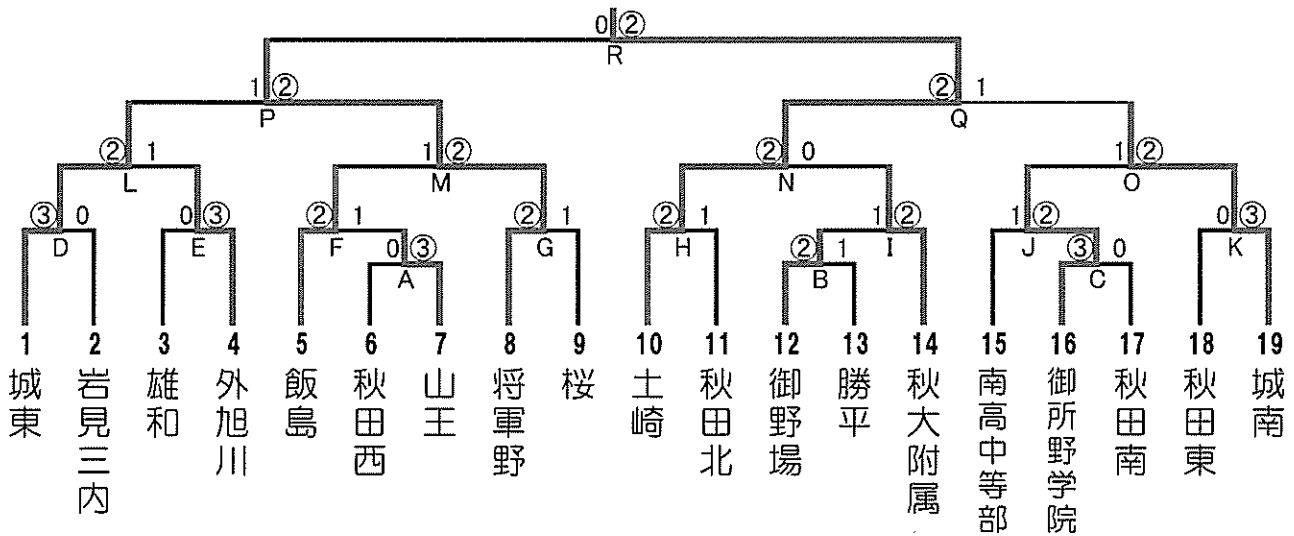 0 ②
R
1 ② ② 1
P Q
② 1 1 ② ② 0 1 ②
L M N O
③ 0 0 ③ ② 1 ② 1 ② 1 1 ② 1 ② 0 ③
D E F G H I J K
0 ③ ② 1 ③ 0
A B C
1 2 3 4 5 6 7 8 9 10 11 12 13 14 15 16 17 18 19
城東
岩見三内
雄和
外旭川
飯島
秋田西
山王
将軍野
桜
土崎
秋田北
御野場
勝平
秋大附属
南高中等部
御所野学院
秋田南
秋田東
城南